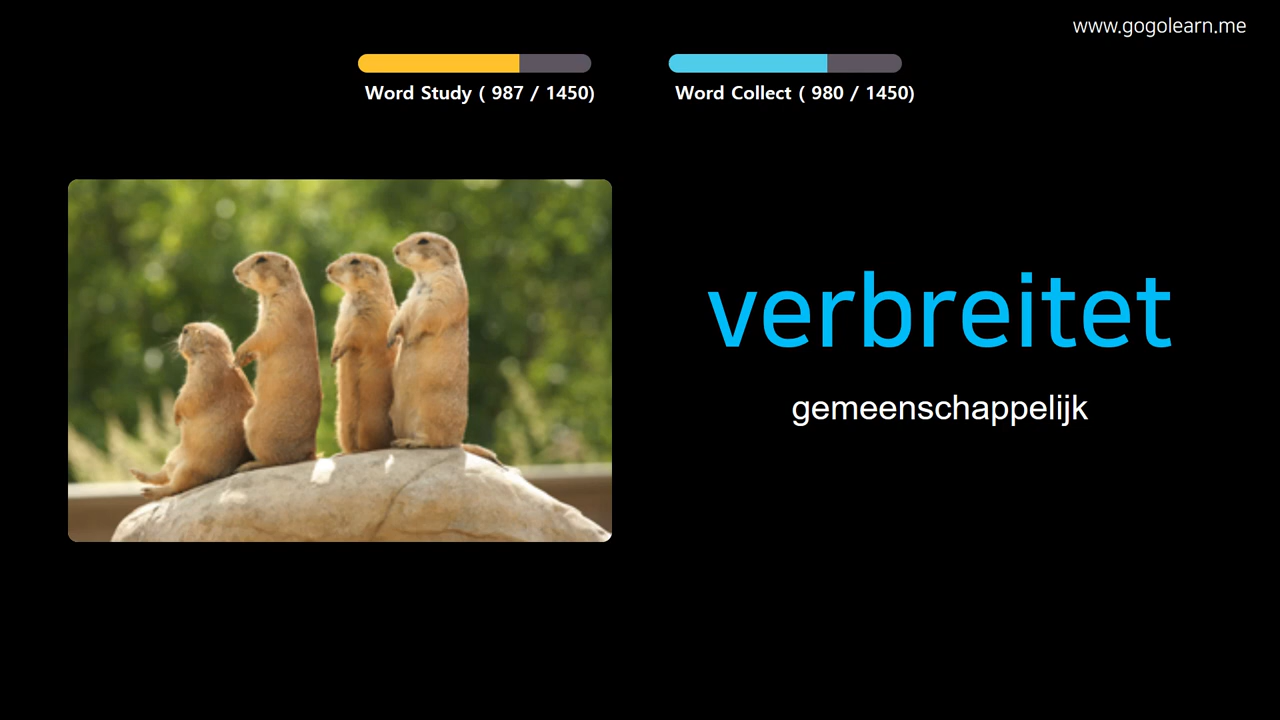 www.gogolearn.me
Word Study ( 987 / 1450)
Word Collect ( 980 / 1450)
verbreitet
gemeenschappelijk